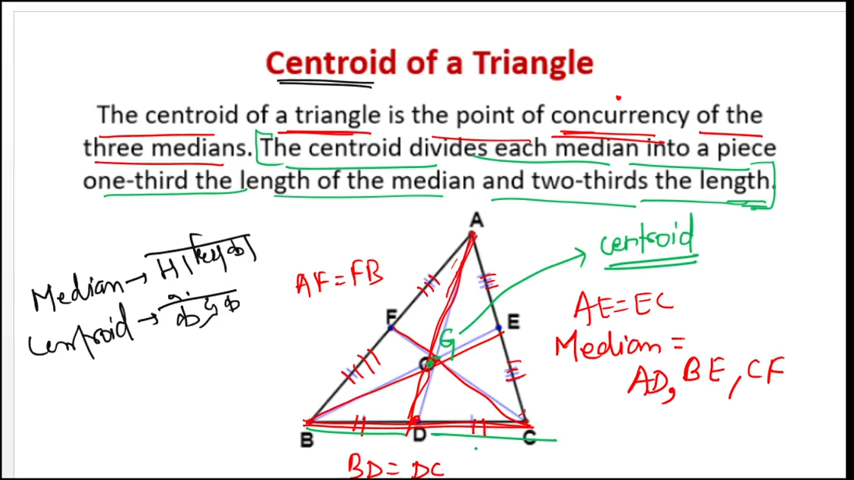 Centroid of a Triangle
The centroid of a triangle is the point of concurrency of the
three medians. The centroid divides each median into a piece
one-third the length of the median and two-thirds the length.
A
centroid
Median →
AF = FB
Centroid →
AE = EC
F
E
G
Median =
AD, BE, CF
B
D
C
BD = DC